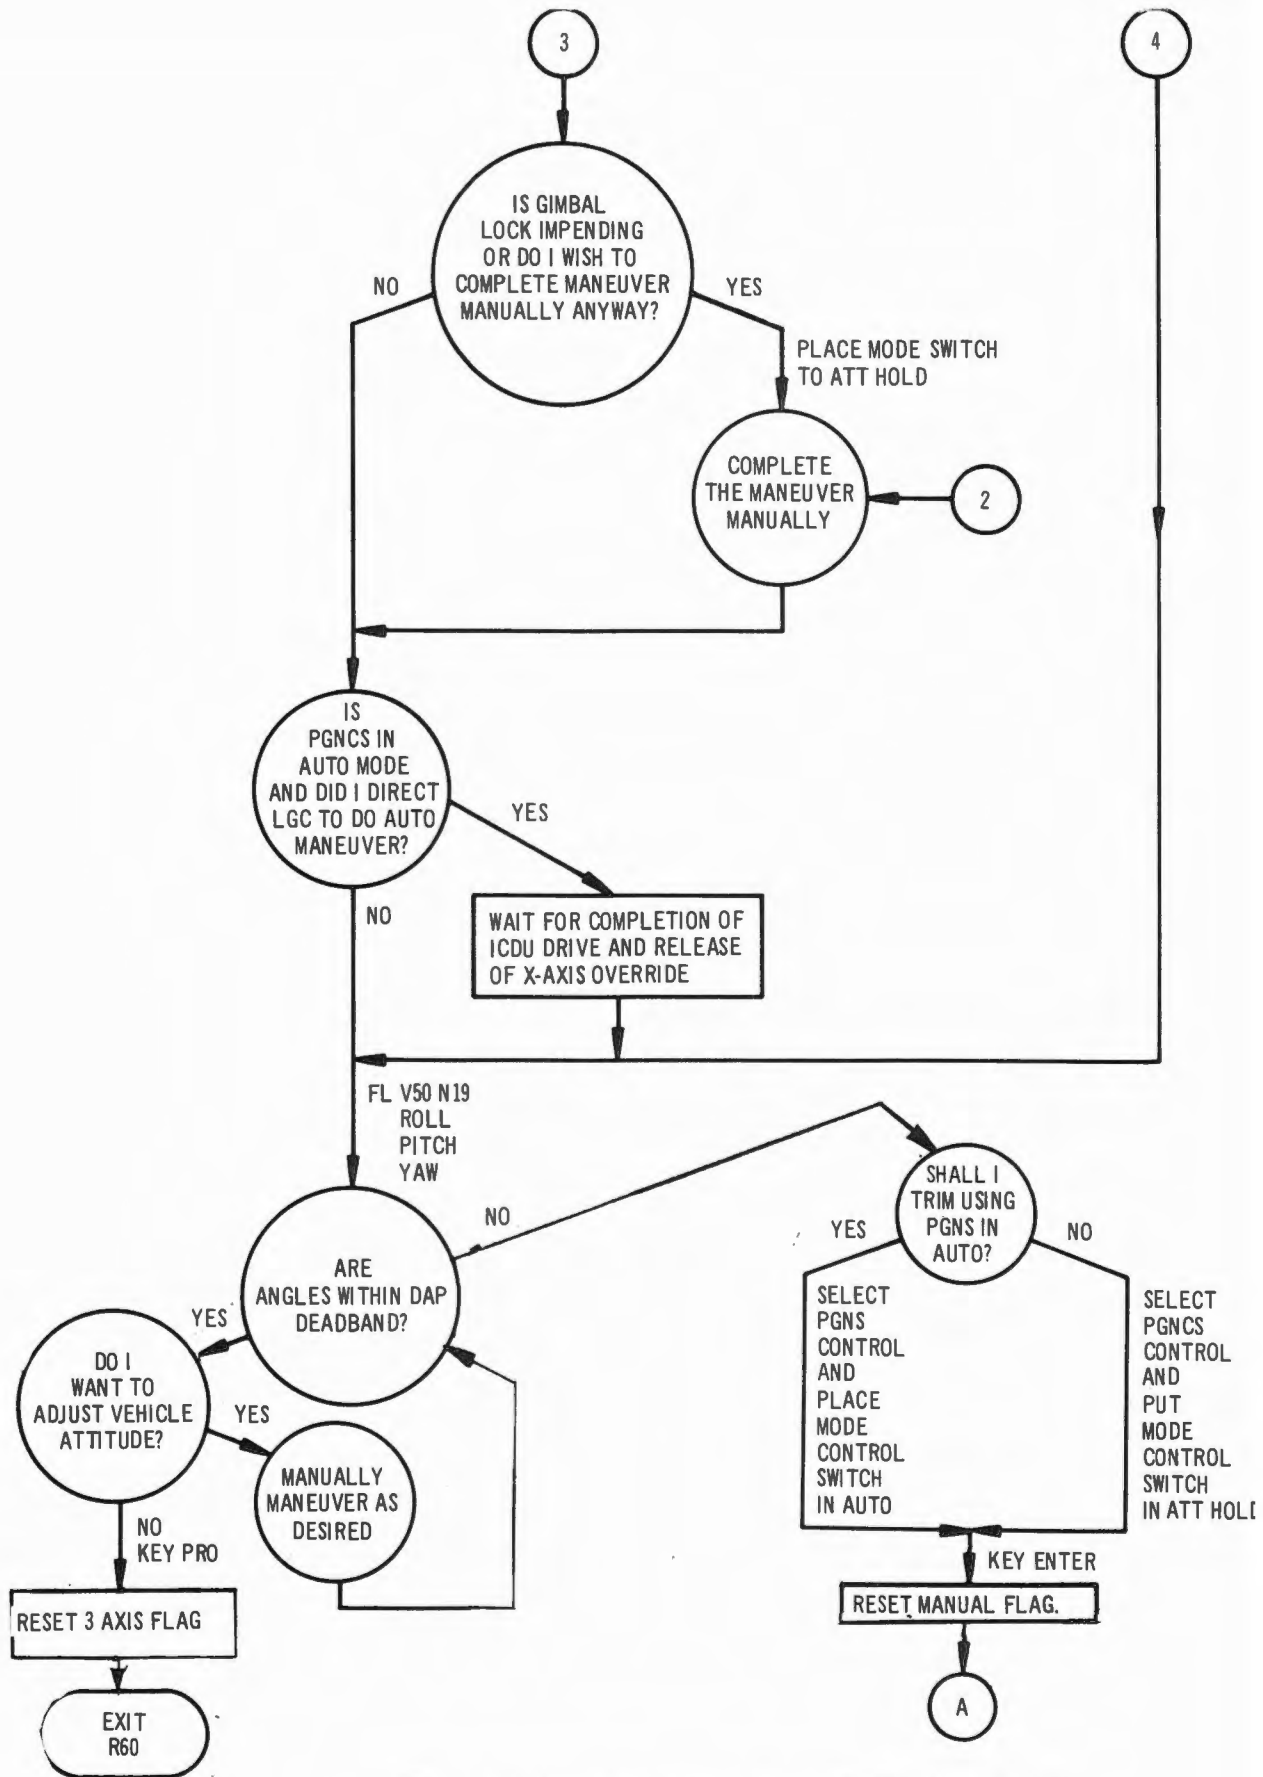 3
4
IS GIMBAL
LOCK IMPENDING
OR DO I WISH TO
COMPLETE MANEUVER
MANUALLY ANYWAY?
NO
YES
PLACE MODE SWITCH
TO ATT HOLD
COMPLETE
THE MANEUVER
MANUALLY
2
IS
PGNCS IN
AUTO MODE
AND DID I DIRECT
LGC TO DO AUTO
MANEUVER?
YES
NO
WAIT FOR COMPLETION OF
ICDU DRIVE AND RELEASE
OF X-AXIS OVERRIDE
FL V50 N19
ROLL
PITCH
YAW
ARE
ANGLES WITHIN DAP
DEADBAND?
NO
YES
SHALL I
TRIM USING
PGNS IN
AUTO?
YES
NO
SELECT
PGNS
CONTROL
AND
PLACE
MODE
CONTROL
SWITCH
IN AUTO
SELECT
PGNCS
CONTROL
AND
PUT
MODE
CONTROL
SWITCH
IN ATT HOLD
DO I
WANT TO
ADJUST VEHICLE
ATTITUDE?
YES
MANUALLY
MANEUVER AS
DESIRED
NO
KEY PRO
RESET 3 AXIS FLAG
EXIT
R60
KEY ENTER
RESET MANUAL FLAG.
A